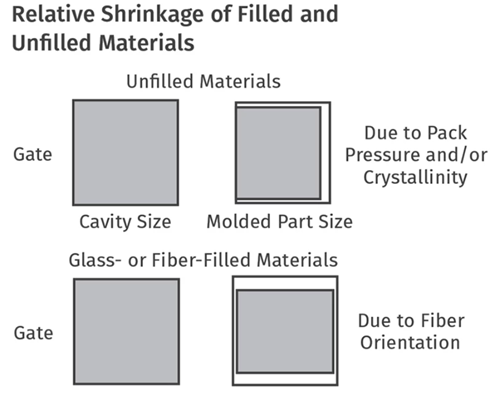 Relative Shrinkage of Filled and
Unfilled Materials
Unfilled Materials
Gate
Due to Pack
Pressure and/or
Crystallinity
Cavity Size
Molded Part Size
Glass- or Fiber-Filled Materials
Gate
Due to Fiber
Orientation